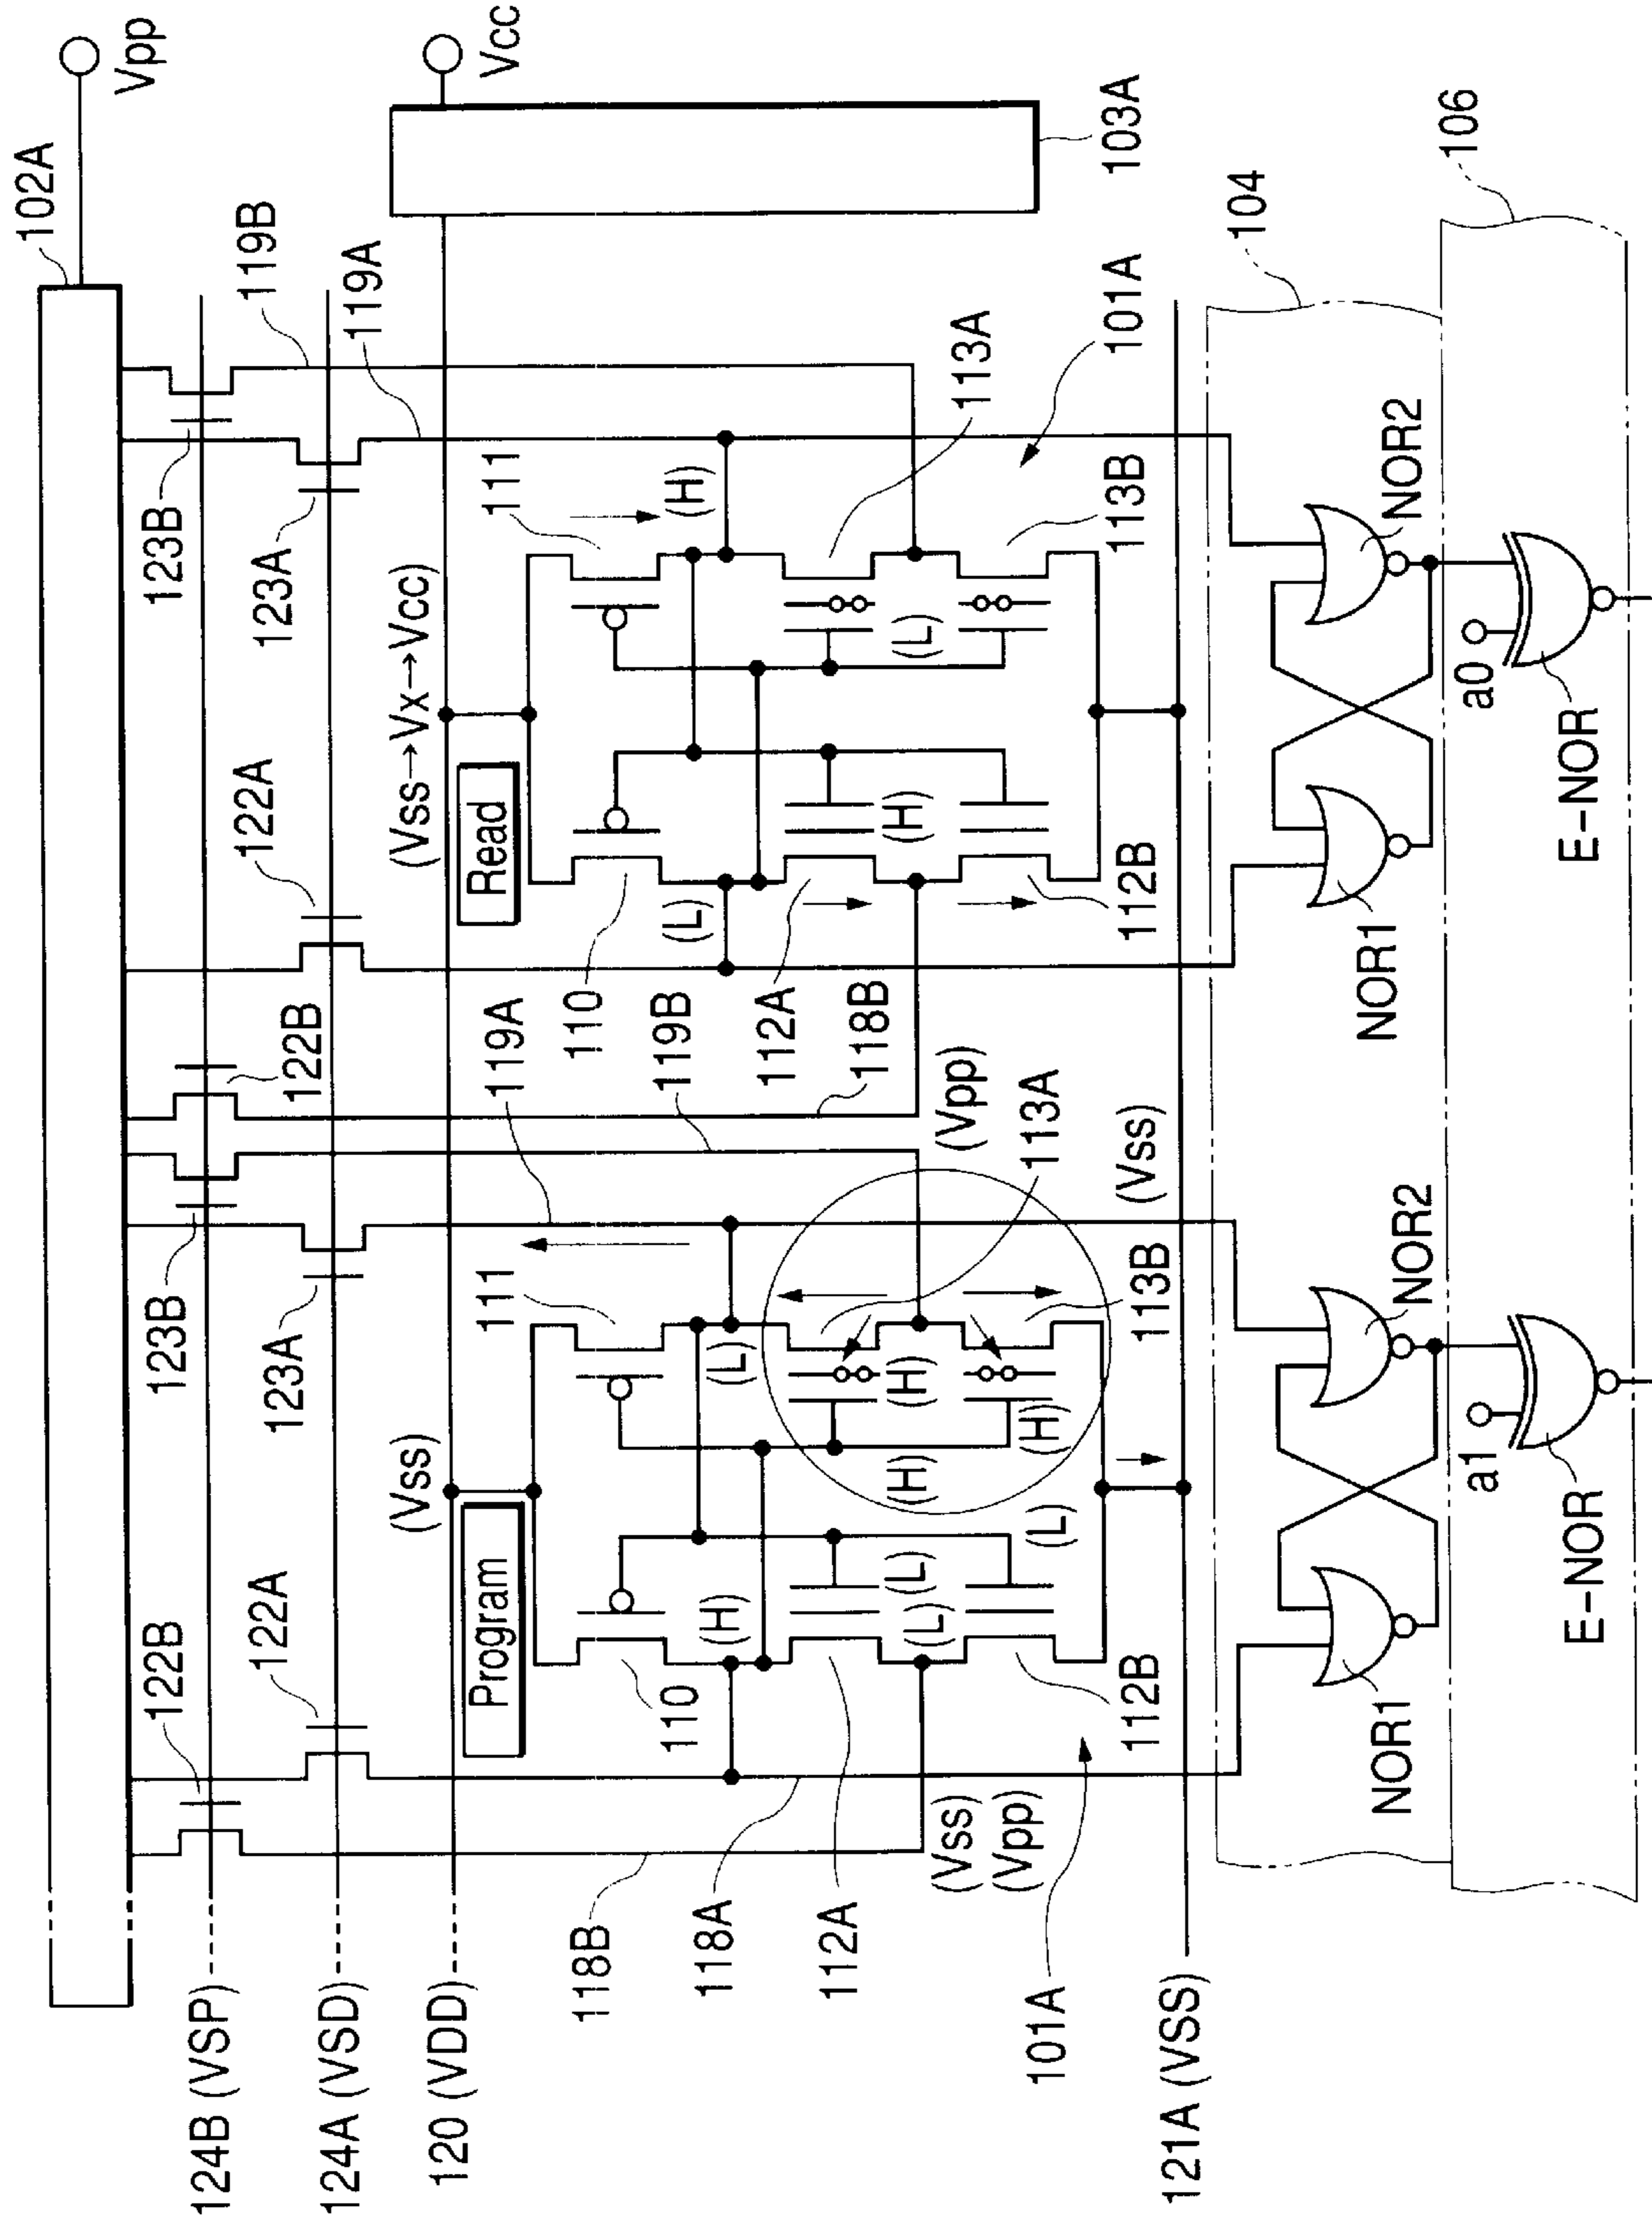 102A
Vpp
122B
123B
122B
123B
119B
124B (VSP)
122A
123A
122A
123A
119A
124A (VSD)
120 (VDD)
(Vss)
(Vss→Vx→Vcc)
Vcc
Program
Read
110
111
119A
110
111
118B
(H)
(L)
119B
(L)
(H)
118A
112A
(L)
(L)
(H)
(H)
112A
118B
(H)
(L)
113A
(Vss)
(Vpp)
(L)
(H)
(Vpp)
113A
101A
112B
113B
(Vss)
112B
113B
101A
103A
121A (VSS)
104
NOR1
NOR2
NOR1
NOR2
106
a1
a0
E-NOR
E-NOR